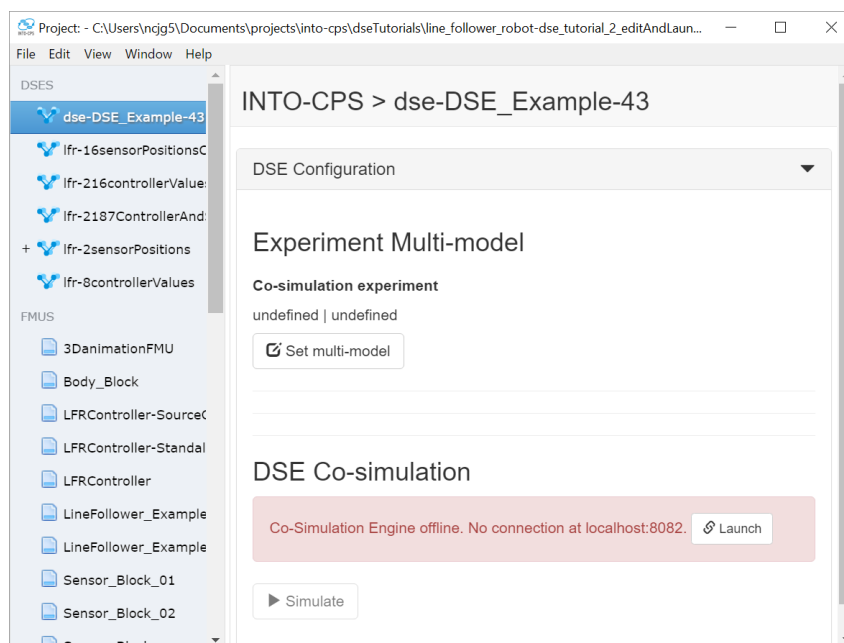 Project: - C:\Users\ncjg5\Documents\projects\into-cps\dseTutorials\line_follower_robot-dse_tutorial_2_editAndLaun...
File Edit View Window Help
DSES
dse-DSE_Example-43
lfr-16sensorPositionsC
lfr-216controllerValues
lfr-2187ControllerAnd
+ lfr-2sensorPositions
lfr-8controllerValues
FMUS
3DanimationFMU
Body_Block
LFRController-SourceC
LFRController-Standal
LFRController
LineFollower_Example
LineFollower_Example
Sensor_Block_01
Sensor_Block_02
INTO-CPS > dse-DSE_Example-43
DSE Configuration
Experiment Multi-model
Co-simulation experiment
undefined | undefined
Set multi-model
DSE Co-simulation
Co-Simulation Engine offline. No connection at localhost:8082. Launch
Simulate